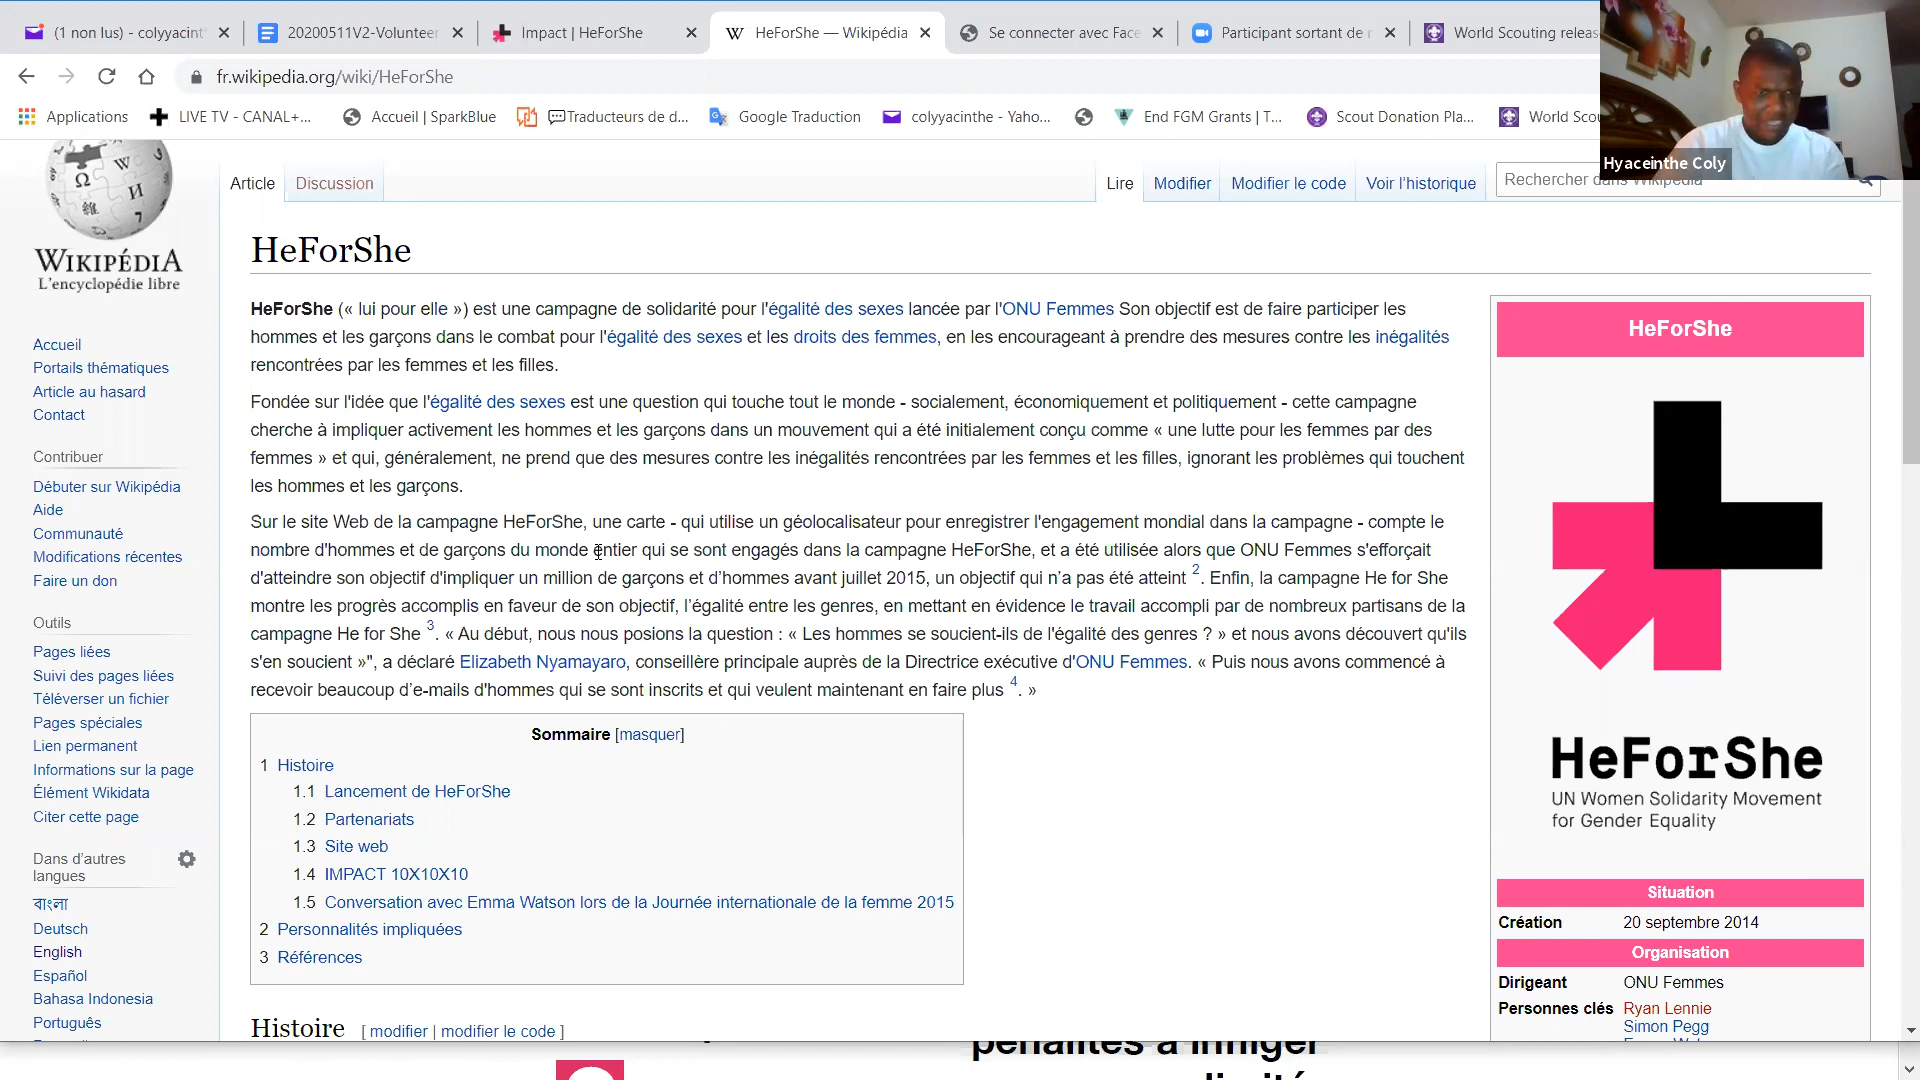 (1 non lus) - colyyacint
20200511V2-Volunteer
Impact | HeForShe
HeForShe — Wikipédia
Se connecter avec Face
Participant sortant de r
World Scouting releas
fr.wikipedia.org/wiki/HeForShe
Applications
LIVE TV - CANAL+...
Accueil | SparkBlue
Traducteurs de d...
Google Traduction
colyyacinthe - Yaho...
End FGM Grants | T...
Scout Donation Pla...
World Scou
Hyaceinthe Coly
WIKIPÉDIA
L'encyclopédie libre
Article
Discussion
Lire
Modifier
Modifier le code
Voir l'historique
Rechercher dans Wikipédia
HeForShe
HeForShe (« lui pour elle ») est une campagne de solidarité pour l'égalité des sexes lancée par l'ONU Femmes Son objectif est de faire participer les
hommes et les garçons dans le combat pour l'égalité des sexes et les droits des femmes, en les encourageant à prendre des mesures contre les inégalités
rencontrées par les femmes et les filles.
Fondée sur l'idée que l'égalité des sexes est une question qui touche tout le monde - socialement, économiquement et politiquement - cette campagne
cherche à impliquer activement les hommes et les garçons dans un mouvement qui a été initialement conçu comme « une lutte pour les femmes par des
femmes » et qui, généralement, ne prend que des mesures contre les inégalités rencontrées par les femmes et les filles, ignorant les problèmes qui touchent
les hommes et les garçons.
Sur le site Web de la campagne HeForShe, une carte - qui utilise un géolocalisateur pour enregistrer l'engagement mondial dans la campagne - compte le
nombre d'hommes et de garçons du monde entier qui se sont engagés dans la campagne HeForShe, et a été utilisée alors que ONU Femmes s'efforçait
d'atteindre son objectif d'impliquer un million de garçons et d’hommes avant juillet 2015, un objectif qui n’a pas été atteint 2. Enfin, la campagne He for She
montre les progrès accomplis en faveur de son objectif, l’égalité entre les genres, en mettant en évidence le travail accompli par de nombreux partisans de la
campagne He for She 3. « Au début, nous nous posions la question : « Les hommes se soucient-ils de l'égalité des genres ? » et nous avons découvert qu'ils
s'en soucient »", a déclaré Elizabeth Nyamayaro, conseillère principale auprès de la Directrice exécutive d'ONU Femmes. « Puis nous avons commencé à
recevoir beaucoup d’e-mails d'hommes qui se sont inscrits et qui veulent maintenant en faire plus 4. »
Sommaire [masquer]
1 Histoire
1.1 Lancement de HeForShe
1.2 Partenariats
1.3 Site web
1.4 IMPACT 10X10X10
1.5 Conversation avec Emma Watson lors de la Journée internationale de la femme 2015
2 Personnalités impliquées
3 Références
Histoire [ modifier | modifier le code ]
Accueil
Portails thématiques
Article au hasard
Contact
Contribuer
Débuter sur Wikipédia
Aide
Communauté
Modifications récentes
Faire un don
Outils
Pages liées
Suivi des pages liées
Téléverser un fichier
Pages spéciales
Lien permanent
Informations sur la page
Élément Wikidata
Citer cette page
Dans d’autres
langues
বাংলা
Deutsch
English
Español
Bahasa Indonesia
Português
HeForShe
HeForShe
UN Women Solidarity Movement
for Gender Equality
Situation
Création 20 septembre 2014
Organisation
Dirigeant ONU Femmes
Personnes clés Ryan Lennie
Simon Pegg
pénalités à infliger